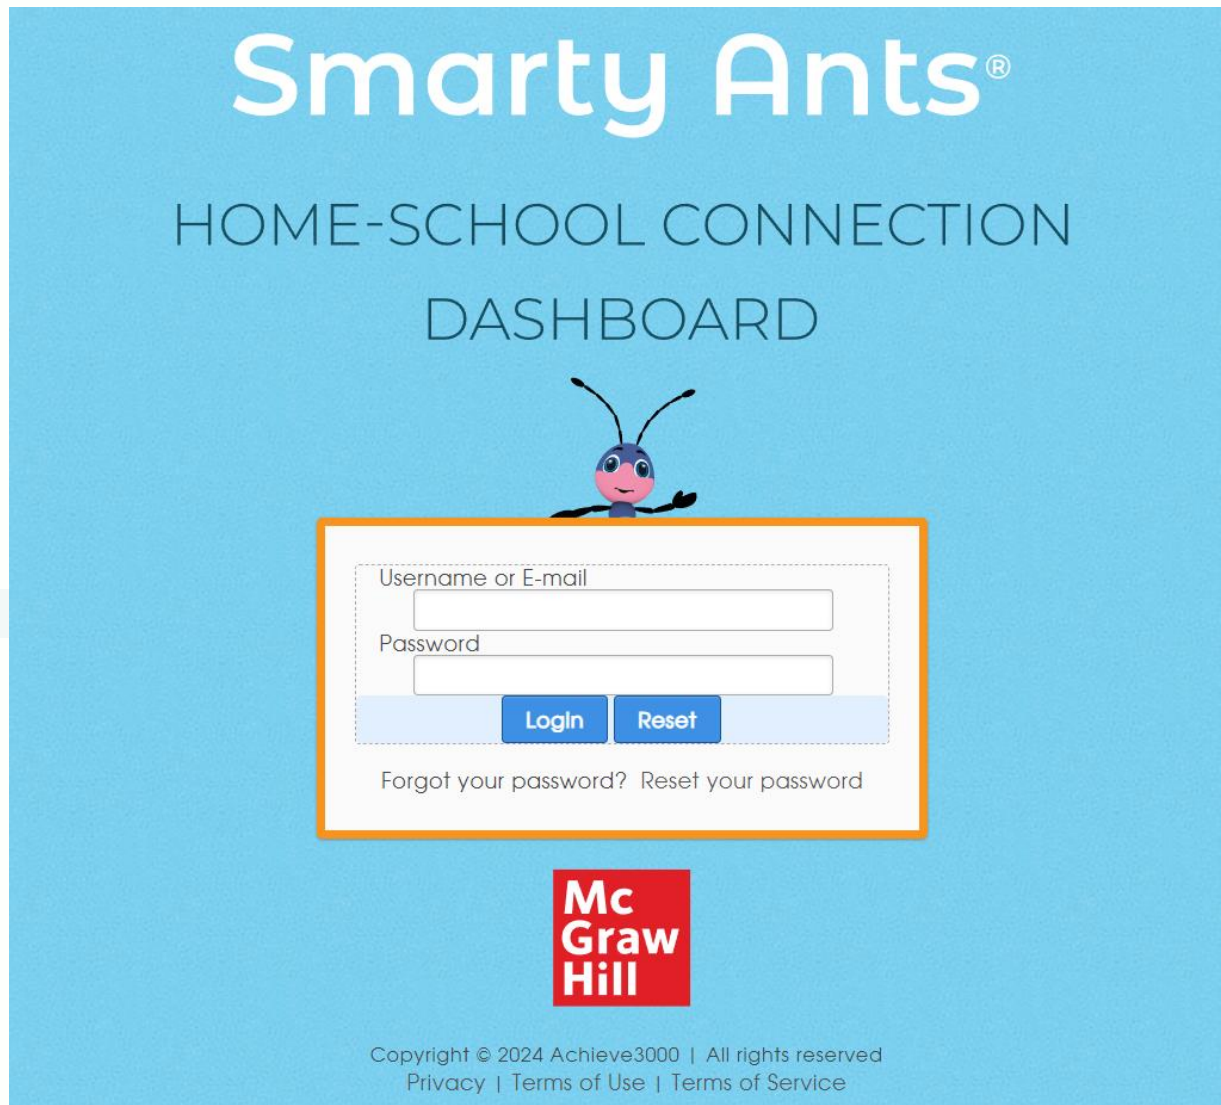 Smarty Ants®
HOME-SCHOOL CONNECTION
DASHBOARD
Username or E-mail
Password
Login Reset
Forgot your password? Reset your password
Mc
Graw
Hill
Copyright © 2024 Achieve3000 | All rights reserved
Privacy | Terms of Use | Terms of Service